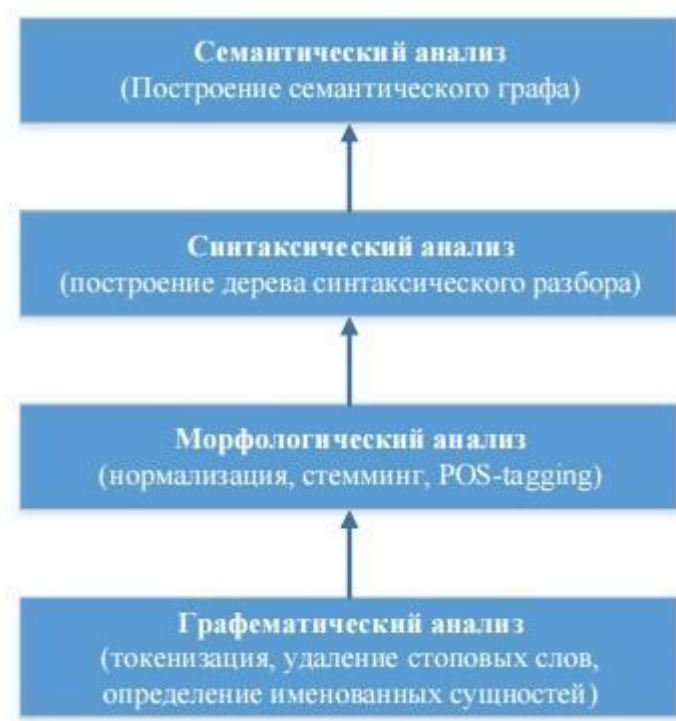 Семантический анализ
(Построение семантического графа)
Синтаксический анализ
(построение дерева синтаксического разбора)
Морфологический анализ
(нормализация, стемминг, POS-tagging)
Графематический анализ
(токенизация, удаление стоповых слов,
определение именованных сущностей)